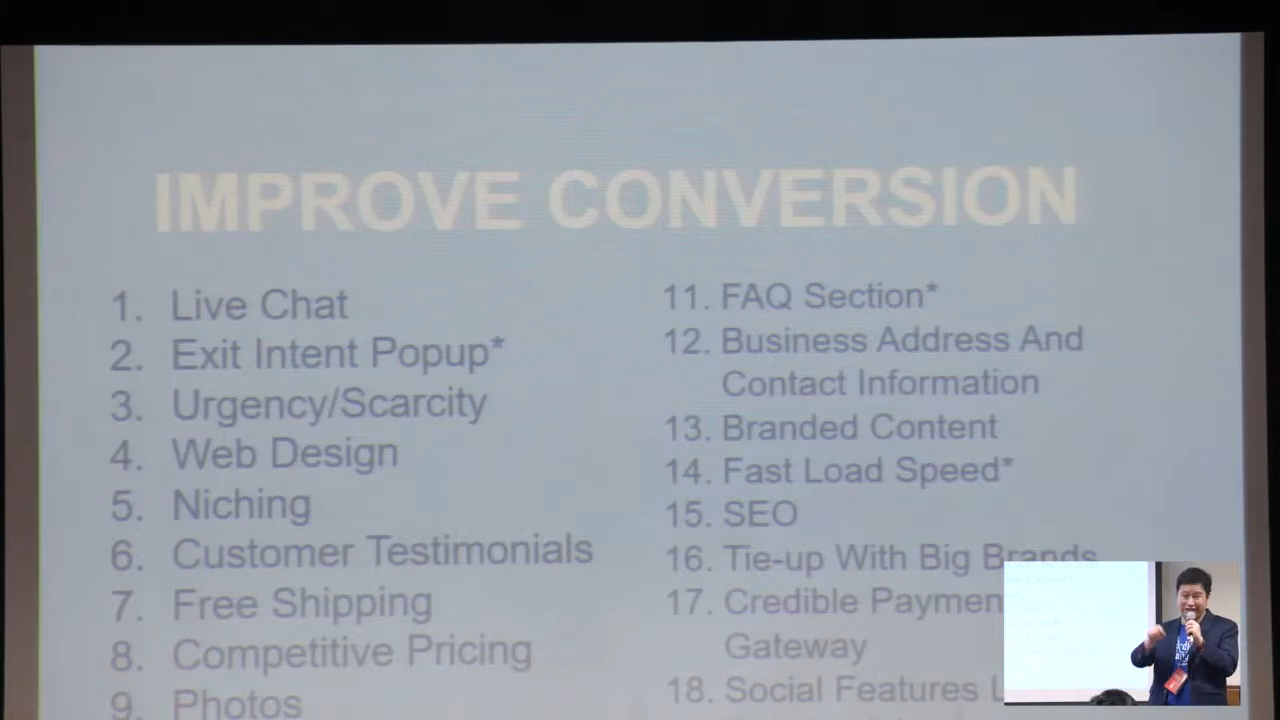 IMPROVE CONVERSION
1. Live Chat
2. Exit Intent Popup*
3. Urgency/Scarcity
4. Web Design
5. Niching
6. Customer Testimonials
7. Free Shipping
8. Competitive Pricing
9. Photos
11. FAQ Section*
12. Business Address And
Contact Information
13. Branded Content
14. Fast Load Speed*
15. SEO
16. Tie-up With Big Brands
17. Credible Paymen
Gateway
18. Social Features